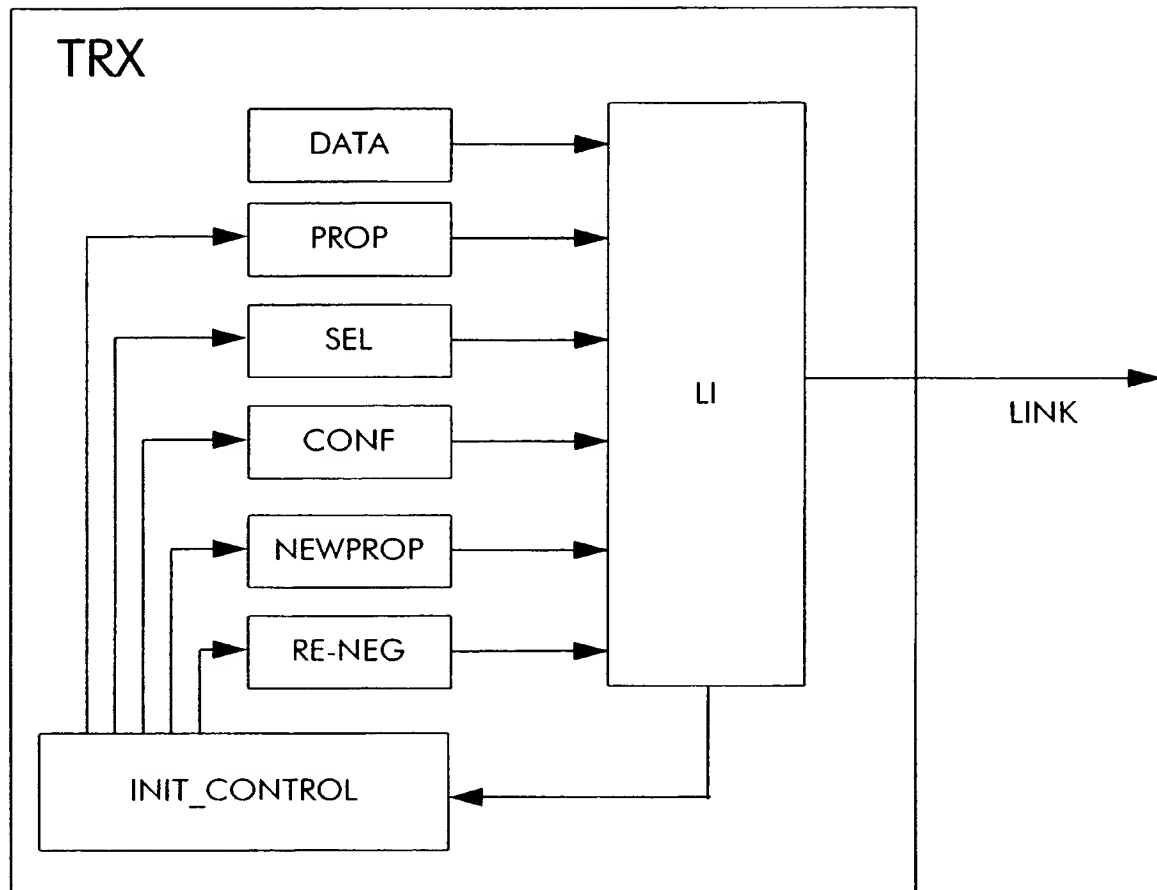 TRX
DATA
PROP
SEL
CONF
NEWPROP
RE-NEG
LI
LINK
INIT_CONTROL